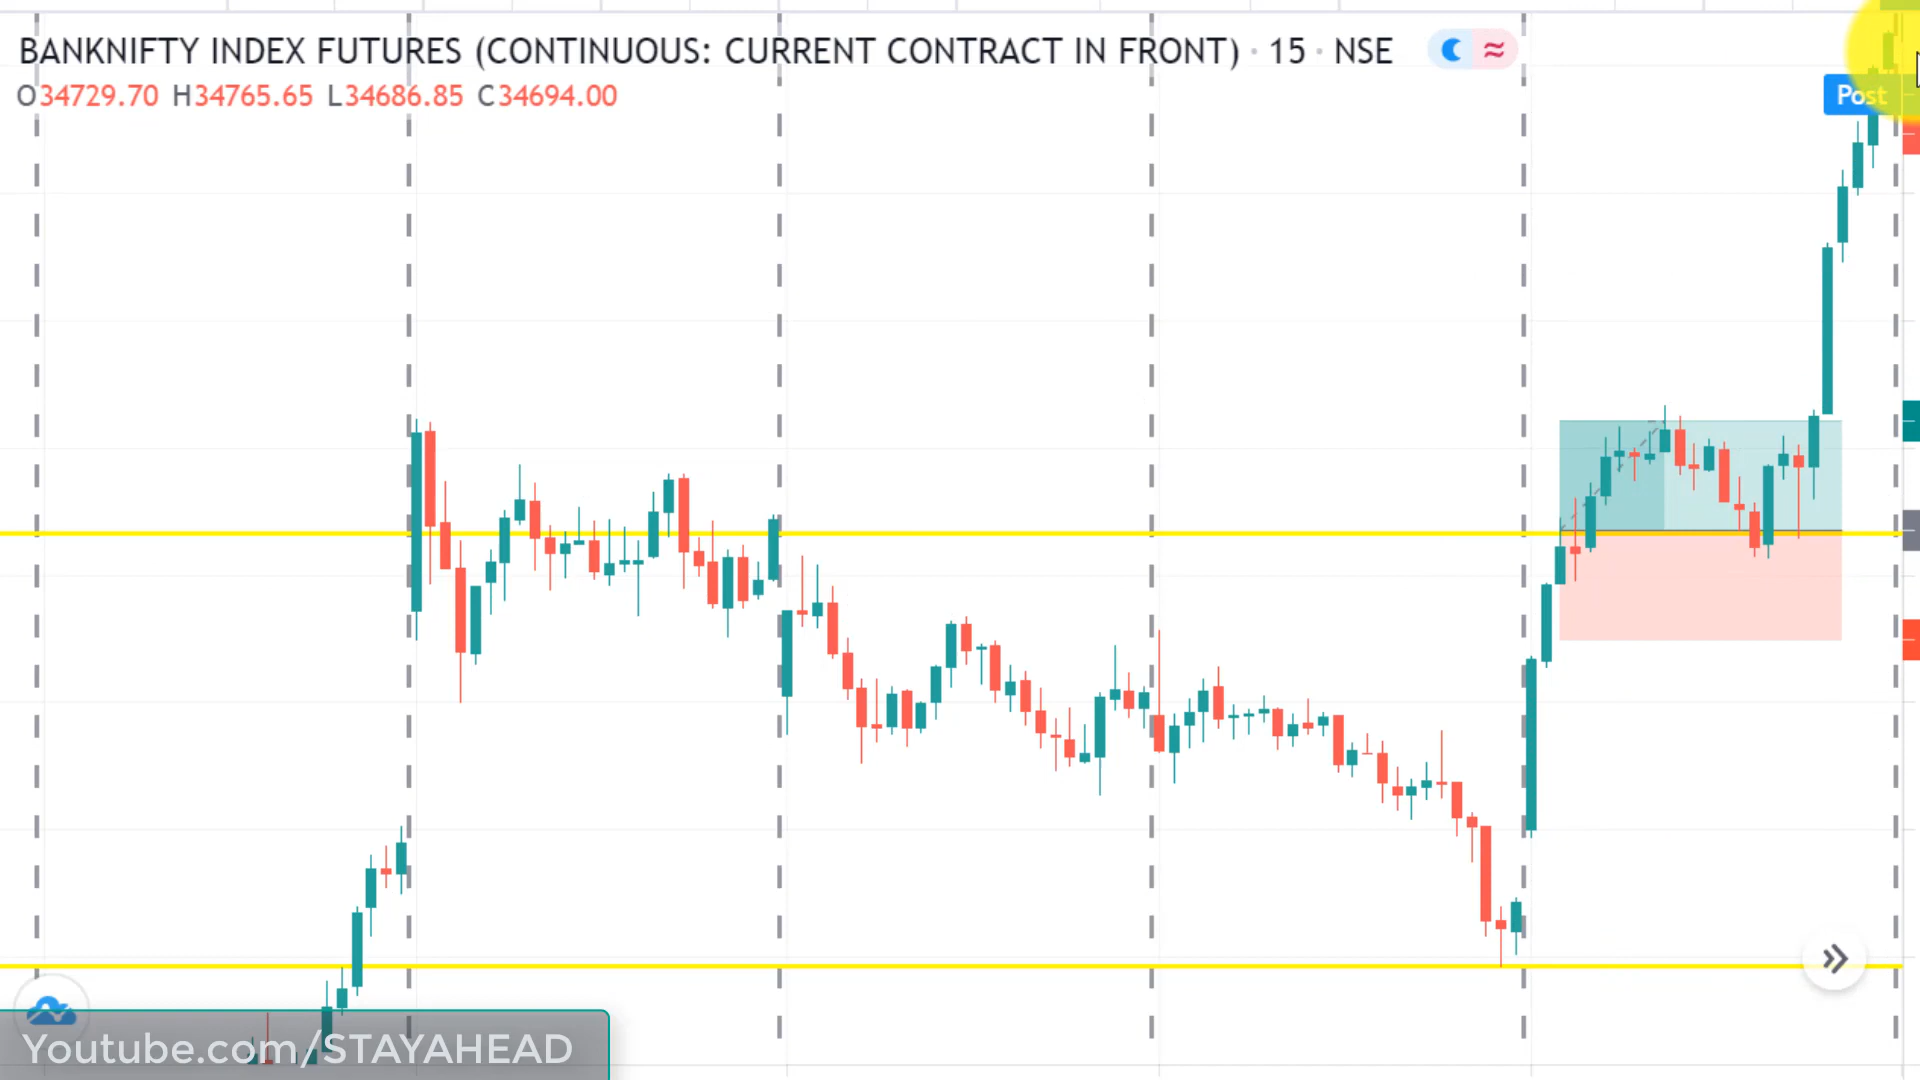 BANKNIFTY INDEX FUTURES (CONTINUOUS: CURRENT CONTRACT IN FRONT) · 15 · NSE
O34729.70 H34765.65 L34686.85 C34694.00
Post
Youtube.com/STAYAHEAD